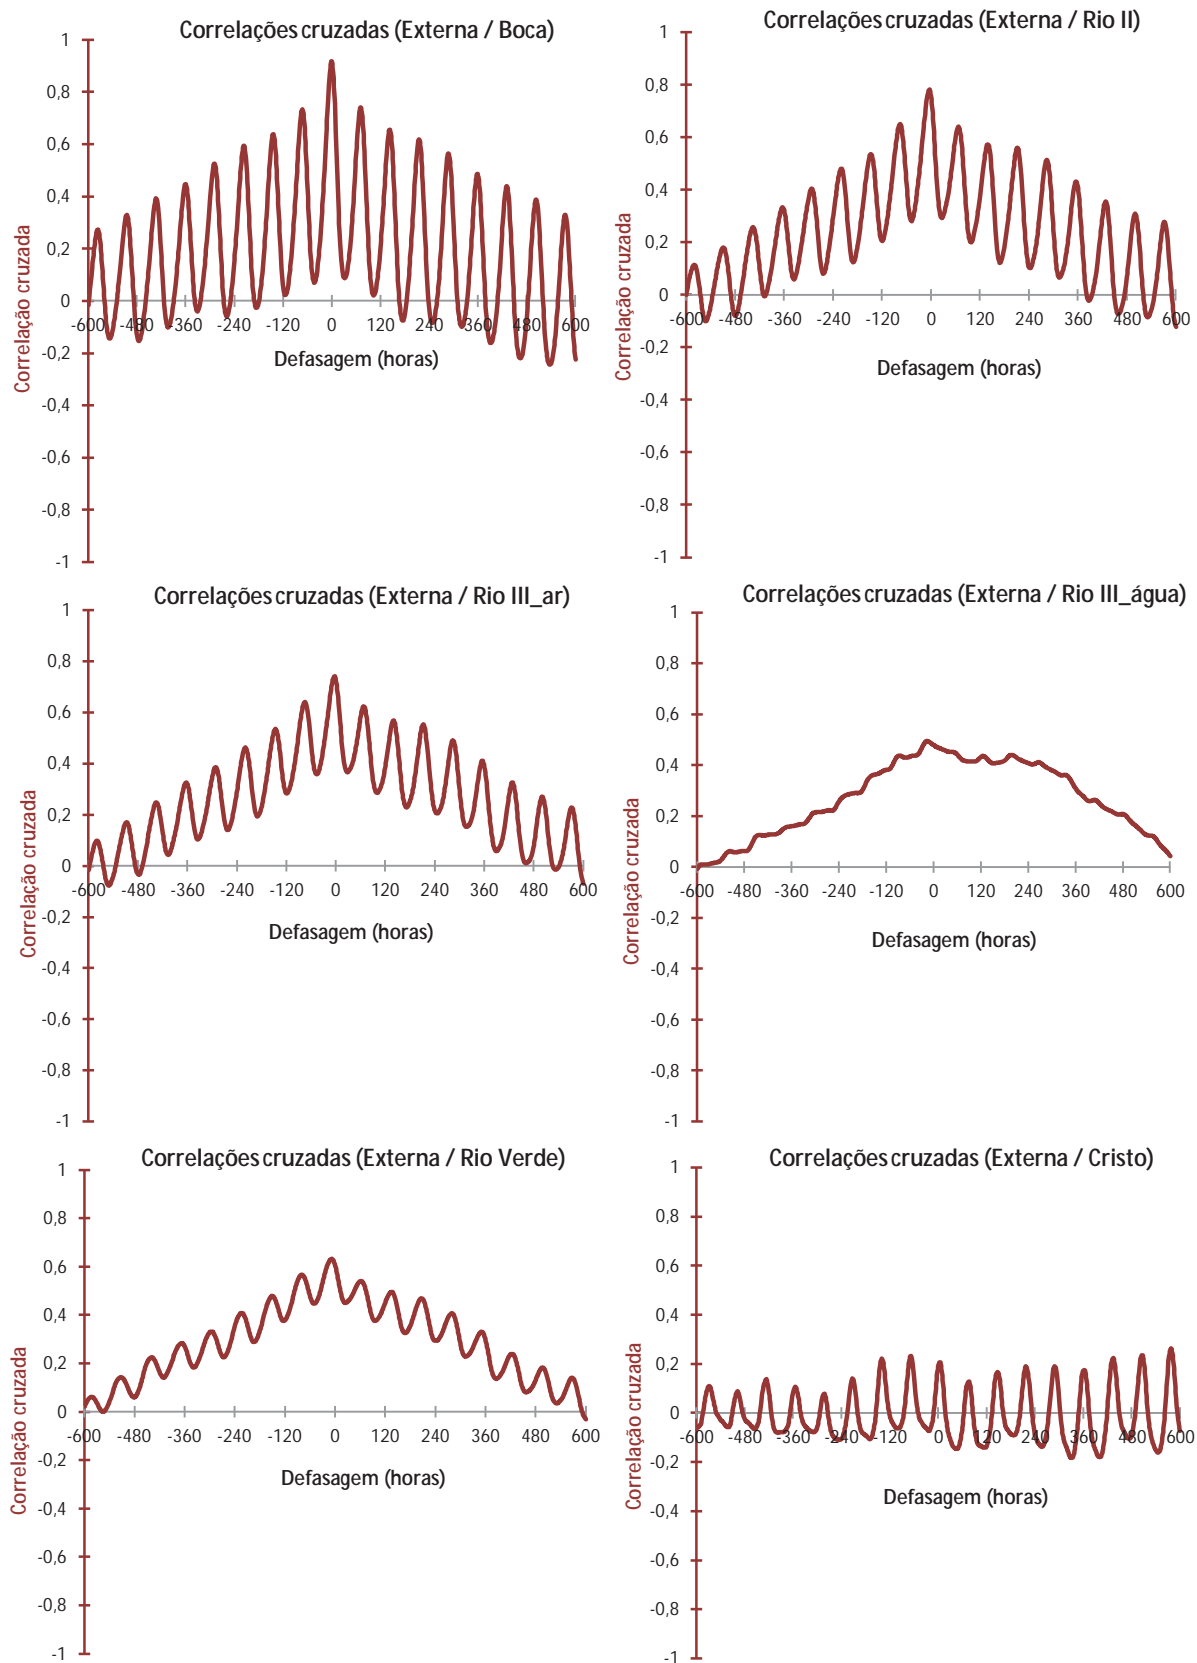 Correlações cruzadas (Externa / Boca)
1
0,8
0,6
0,4
0,2
0
-0,2
-0,4
-0,6
-0,8
-1
-600 -480 -360 -240 -120 0 120 240 360 480 600
Defasagem (horas)
Correlação cruzada
Correlações cruzadas (Externa / Rio II)
1
0,8
0,6
0,4
0,2
0
-0,2
-0,4
-0,6
-0,8
-1
-600 -480 -360 -240 -120 0 120 240 360 480 600
Defasagem (horas)
Correlação cruzada
Correlações cruzadas (Externa / Rio III_ar)
1
0,8
0,6
0,4
0,2
0
-0,2
-0,4
-0,6
-0,8
-1
-600 -480 -360 -240 -120 0 120 240 360 480 600
Defasagem (horas)
Correlação cruzada
Correlações cruzadas (Externa / Rio III_água)
1
0,8
0,6
0,4
0,2
0
-0,2
-0,4
-0,6
-0,8
-1
-600 -480 -360 -240 -120 0 120 240 360 480 600
Defasagem (horas)
Correlação cruzada
Correlações cruzadas (Externa / Rio Verde)
1
0,8
0,6
0,4
0,2
0
-0,2
-0,4
-0,6
-0,8
-1
-600 -480 -360 -240 -120 0 120 240 360 480 600
Defasagem (horas)
Correlação cruzada
Correlações cruzadas (Externa / Cristo)
1
0,8
0,6
0,4
0,2
0
-0,2
-0,4
-0,6
-0,8
-1
-600 -480 -360 -240 -120 0 120 240 360 480 600
Defasagem (horas)
Correlação cruzada